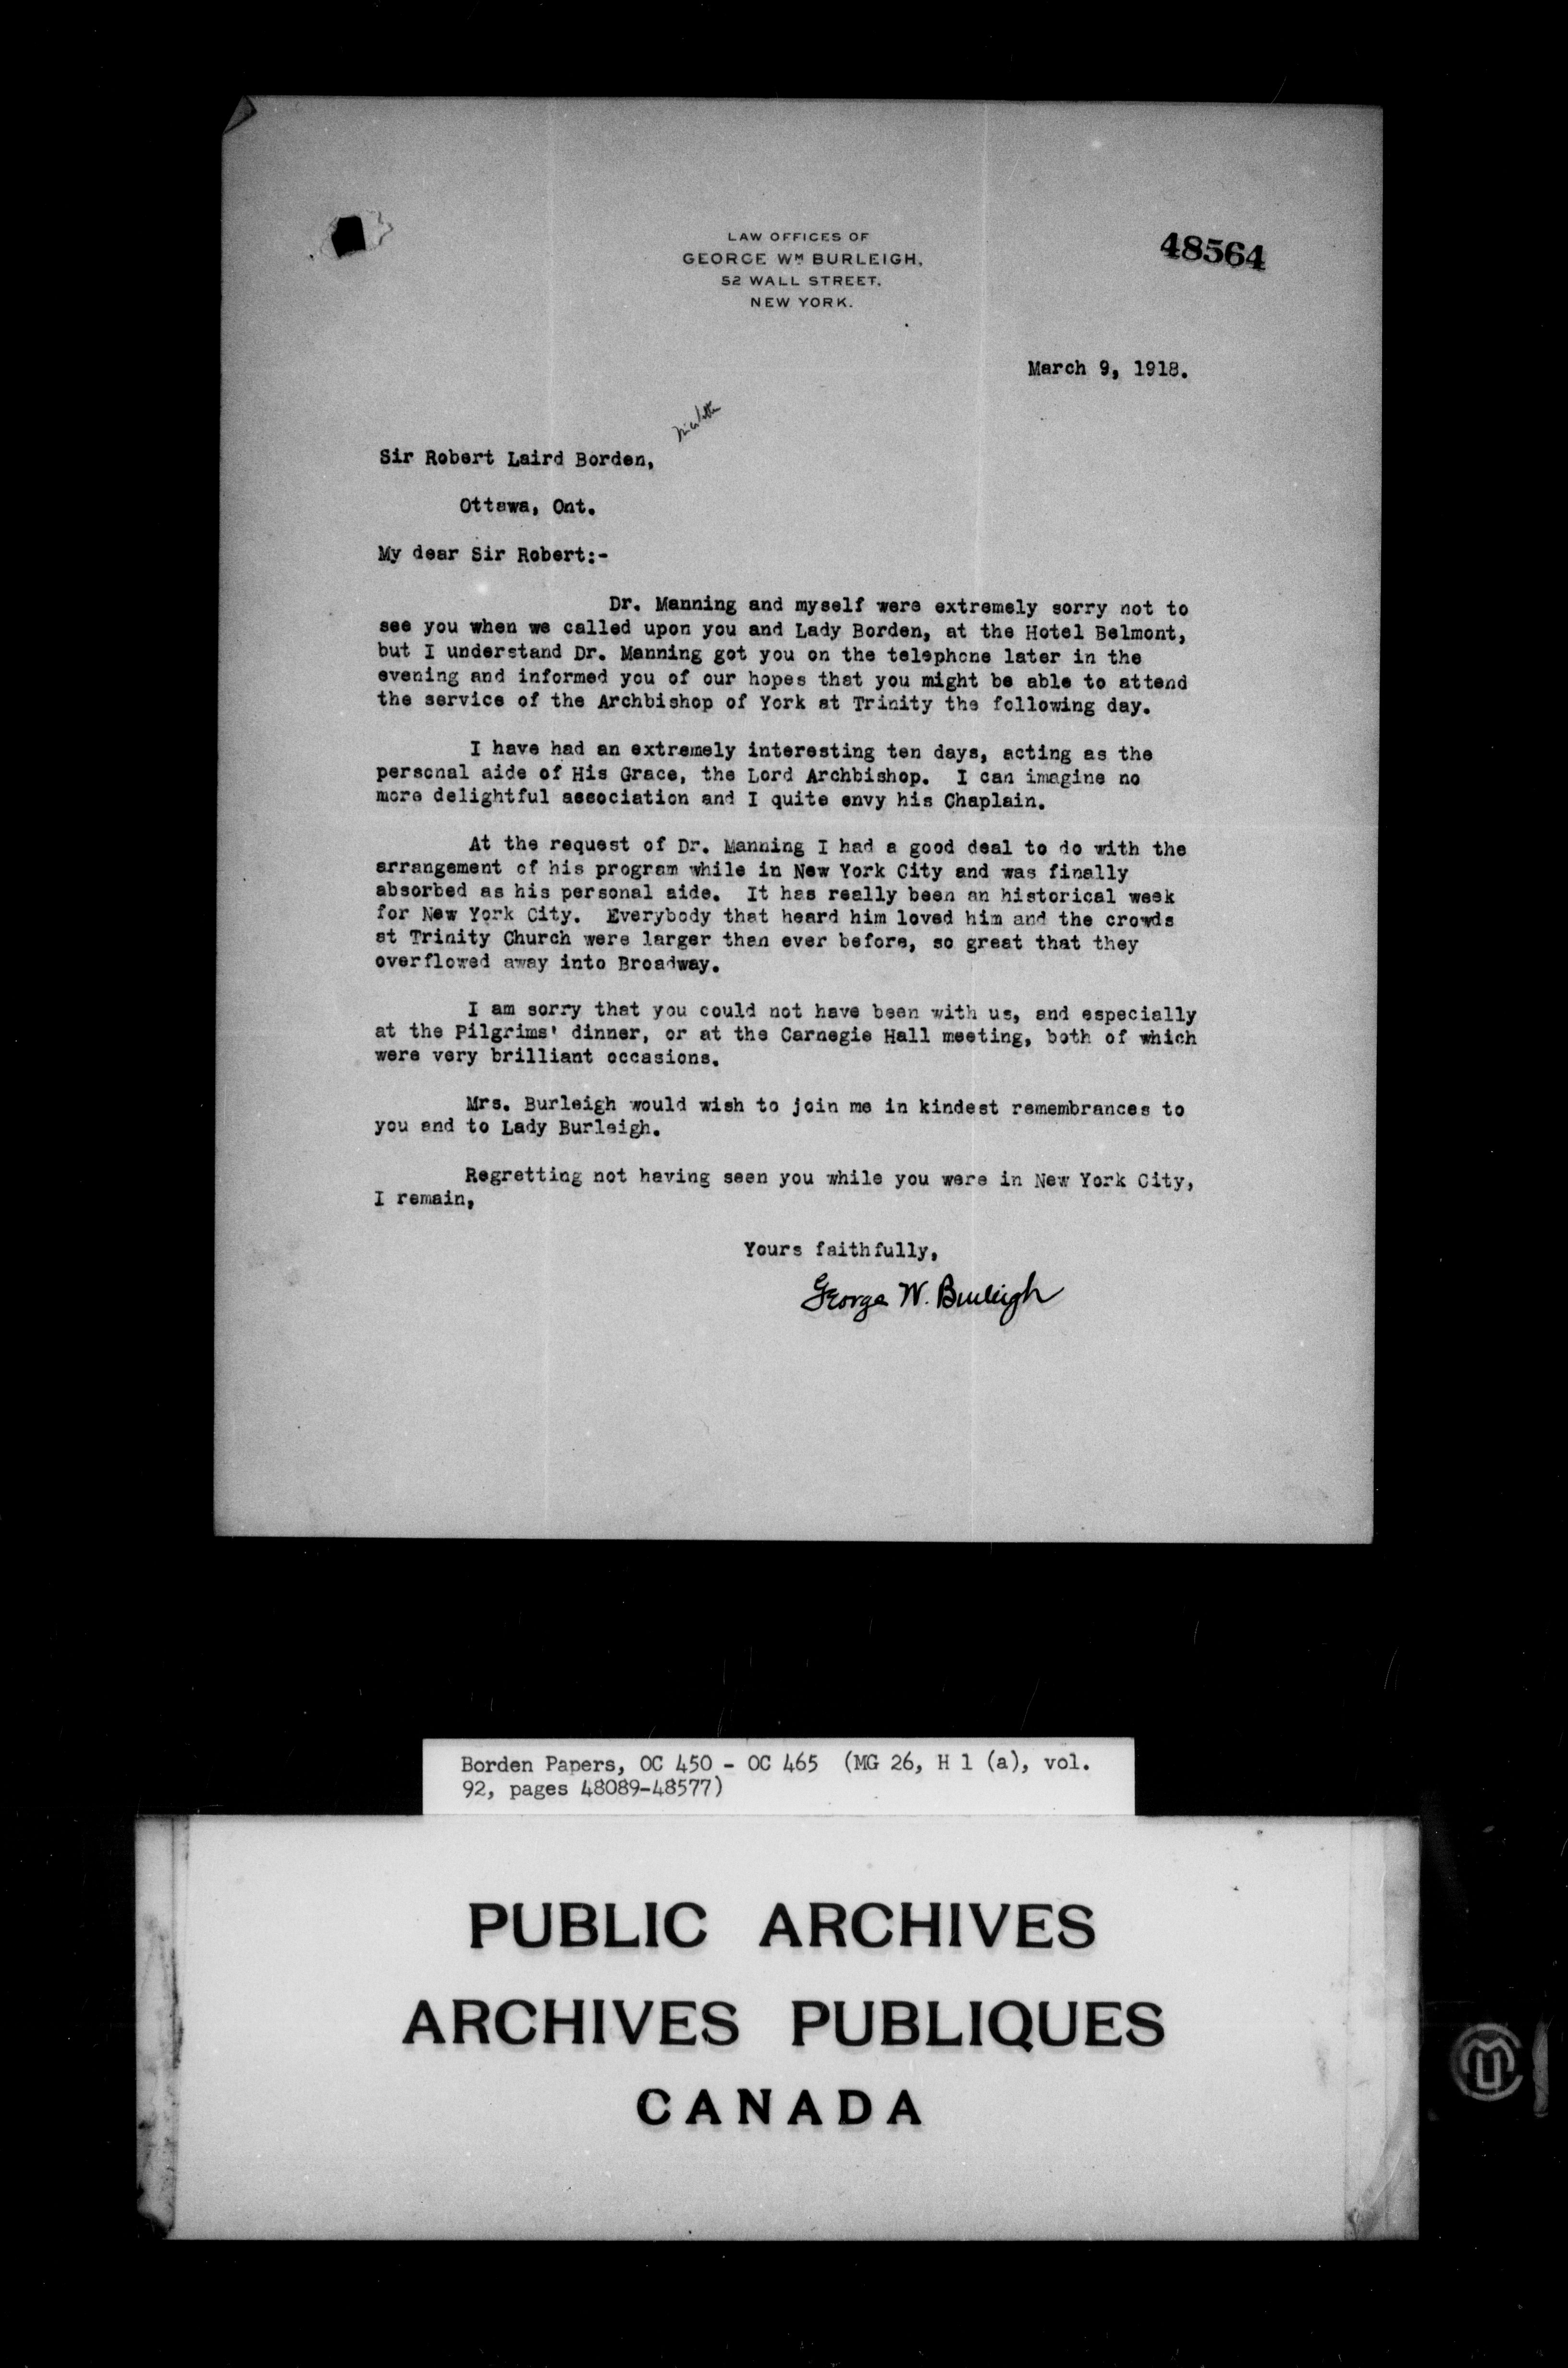 LAW OFFICES OF
GEORGE WM BURLEIGH,
52 WALL STREET,
NEW YORK.
48564
March 9, 1918.
Sir Robert Laird Borden,
Ottawa, Ont.
My dear Sir Robert:-
Dr. Manning and myself were extremely sorry not to
see you when we called upon you and Lady Borden, at the Hotel Belmont,
but I understand Dr. Manning got you on the telephone later in the
evening and informed you of our hopes that you might be able to attend
the service of the Archbishop of York at Trinity the following day.
I have had an extremely interesting ten days, acting as the
personal aide of His Grace, the Lord Archbishop. I can imagine no
more delightful association and I quite envy his Chaplain.
At the request of Dr. Manning I had a good deal to do with the
arrangement of his program while in New York City and was finally
absorbed as his personal aide. It has really been an historical week
for New York City. Everybody that heard him loved him and the crowds
at Trinity Church were larger than ever before, so great that they
overflowed away into Broadway.
I am sorry that you could not have been with us, and especially
at the Pilgrims' dinner, or at the Carnegie Hall meeting, both of which
were very brilliant occasions.
Mrs. Burleigh would wish to join me in kindest remembrances to
you and to Lady Burleigh.
Regretting not having seen you while you were in New York City,
I remain,
Yours faithfully,
George W. Burleigh
Borden Papers, OC 450 - OC 465 (MG 26, H 1 (a), vol.
92, pages 48089-48577)
PUBLIC ARCHIVES
ARCHIVES PUBLIQUES
CANADA